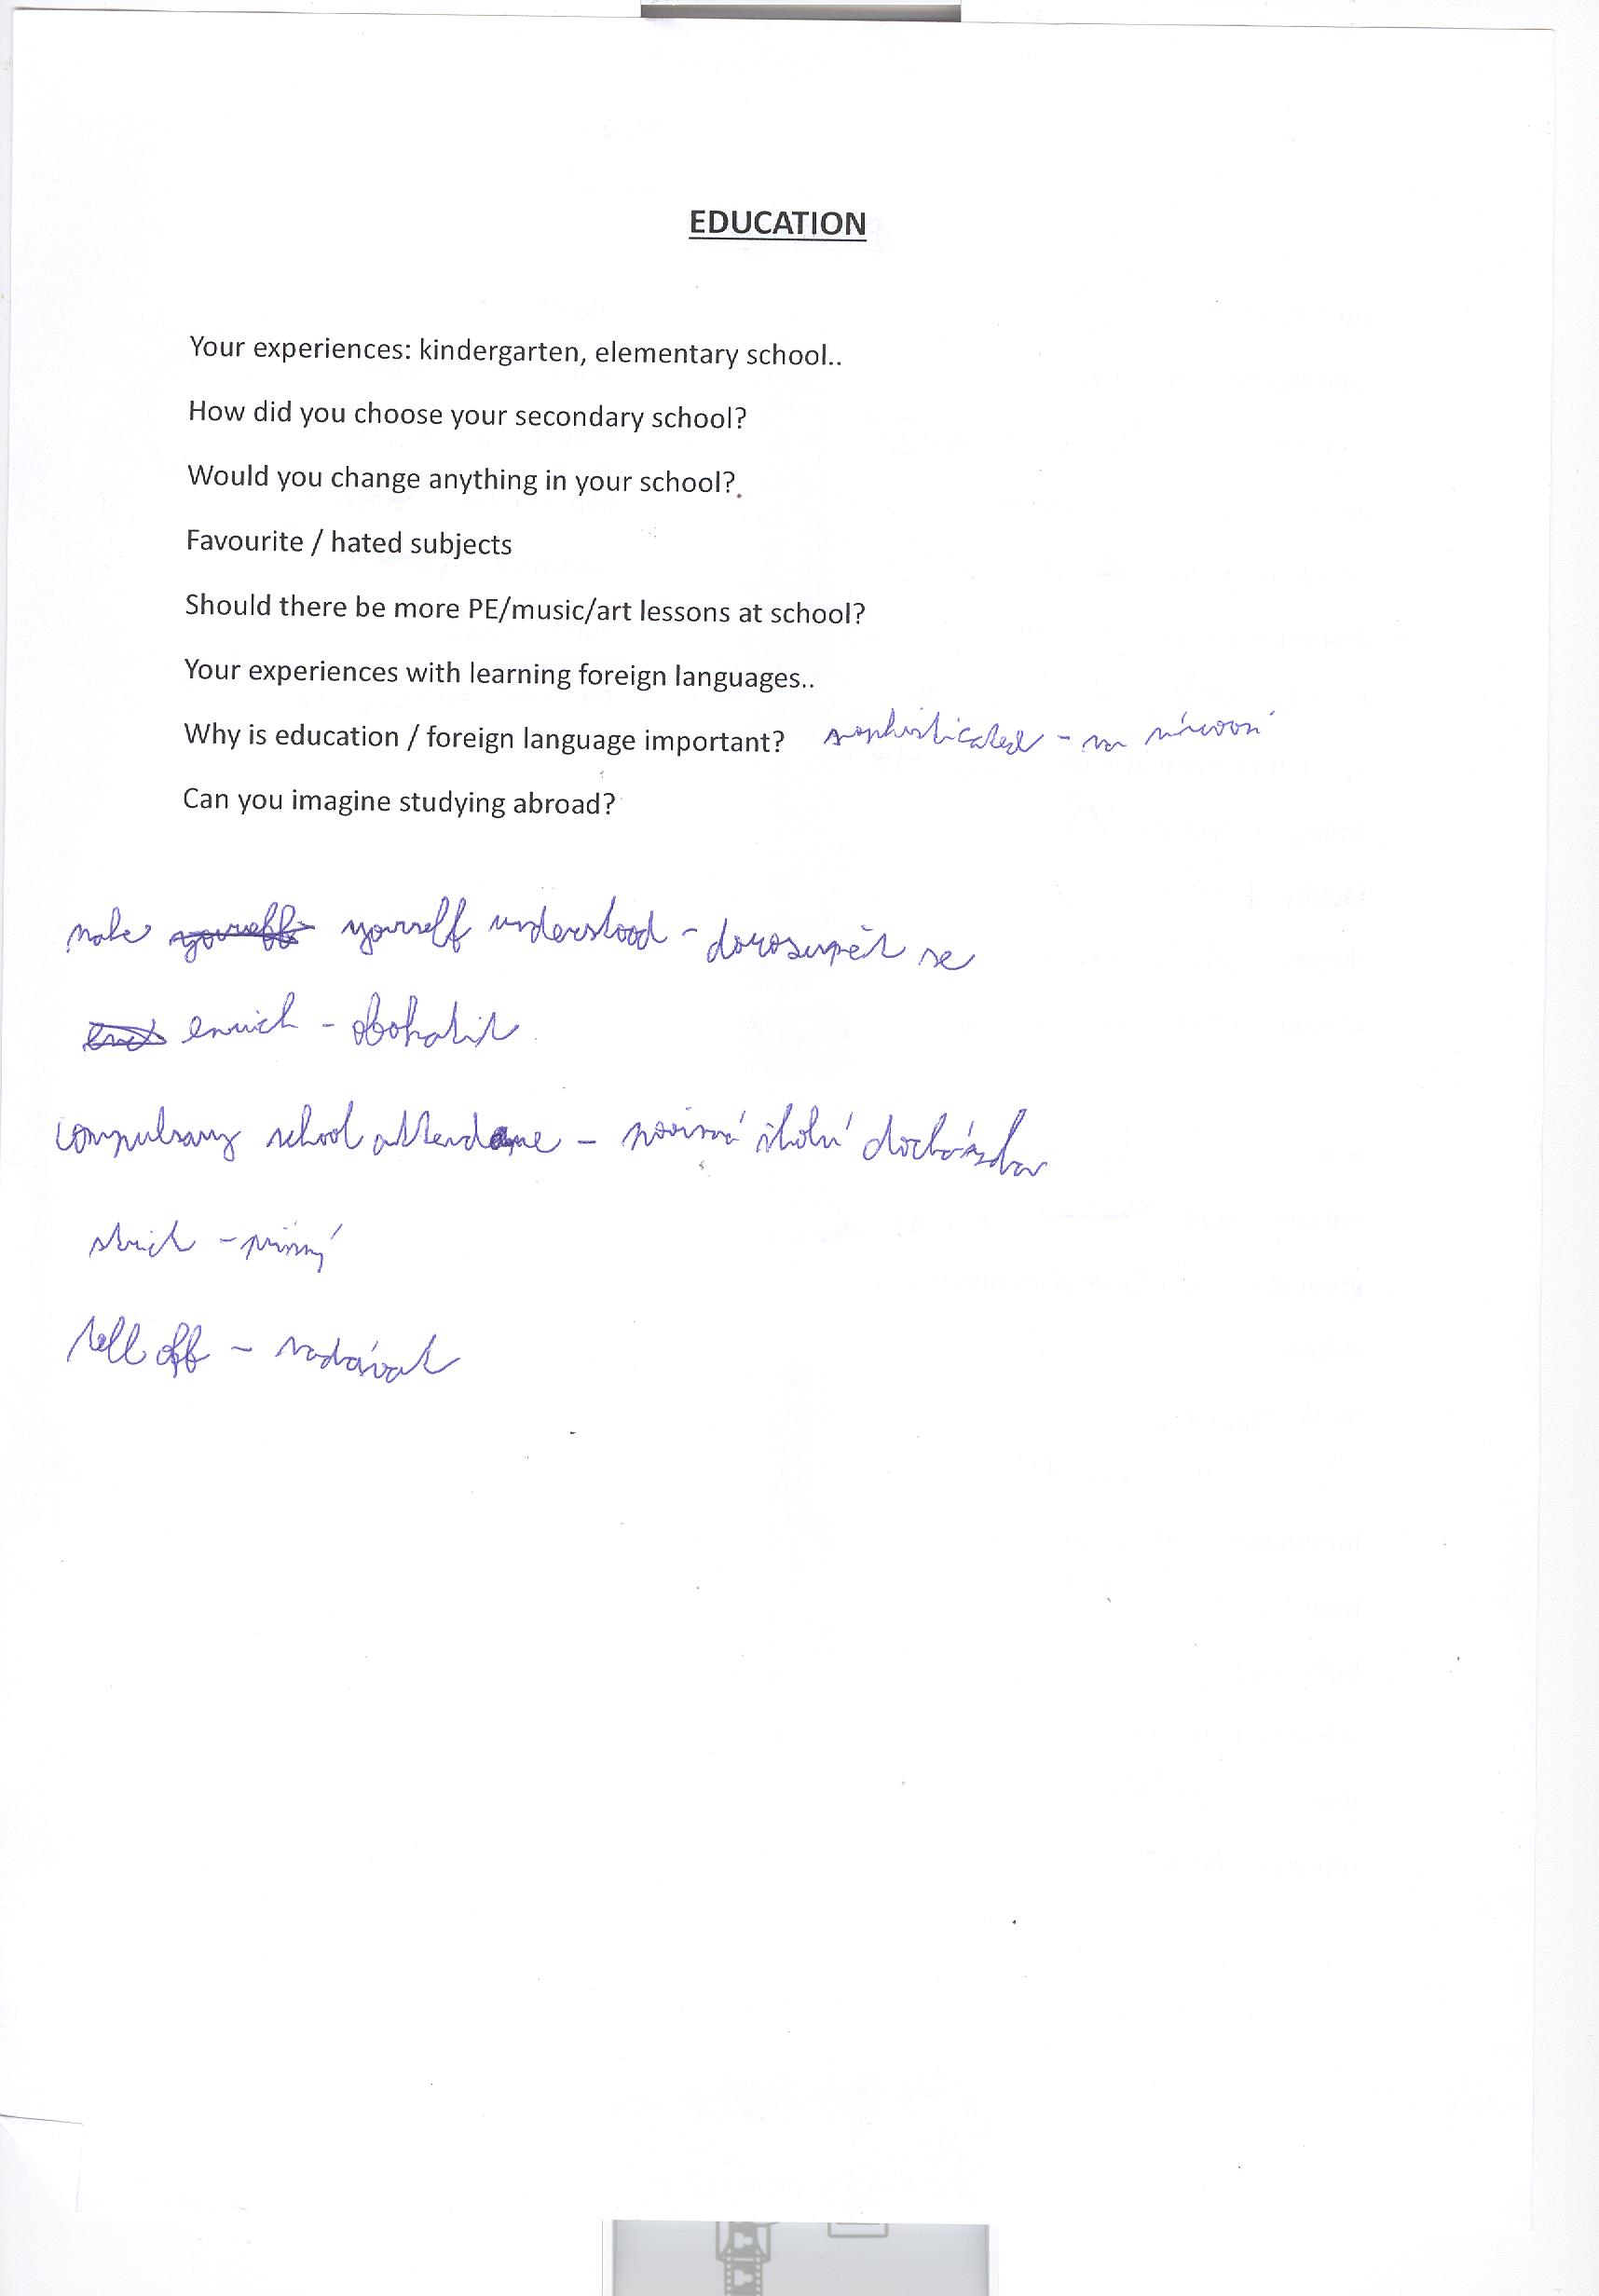 EDUCATION
Your experiences: kindergarten, elementary school..
How did you choose your secondary school?
Would you change anything in your school?.
Favourite / hated subjects
Should there be more PE/music/art lessons at school?
Your experiences with learning foreign languages..
Why is education / foreign language important? sophisticated - na úrovni
Can you imagine studying abroad?
make yourself understood - dorozumět se
enrich - obohatit
compulsary school attendance - povinná školní docházka
strict - přísný
tell off - nadávat